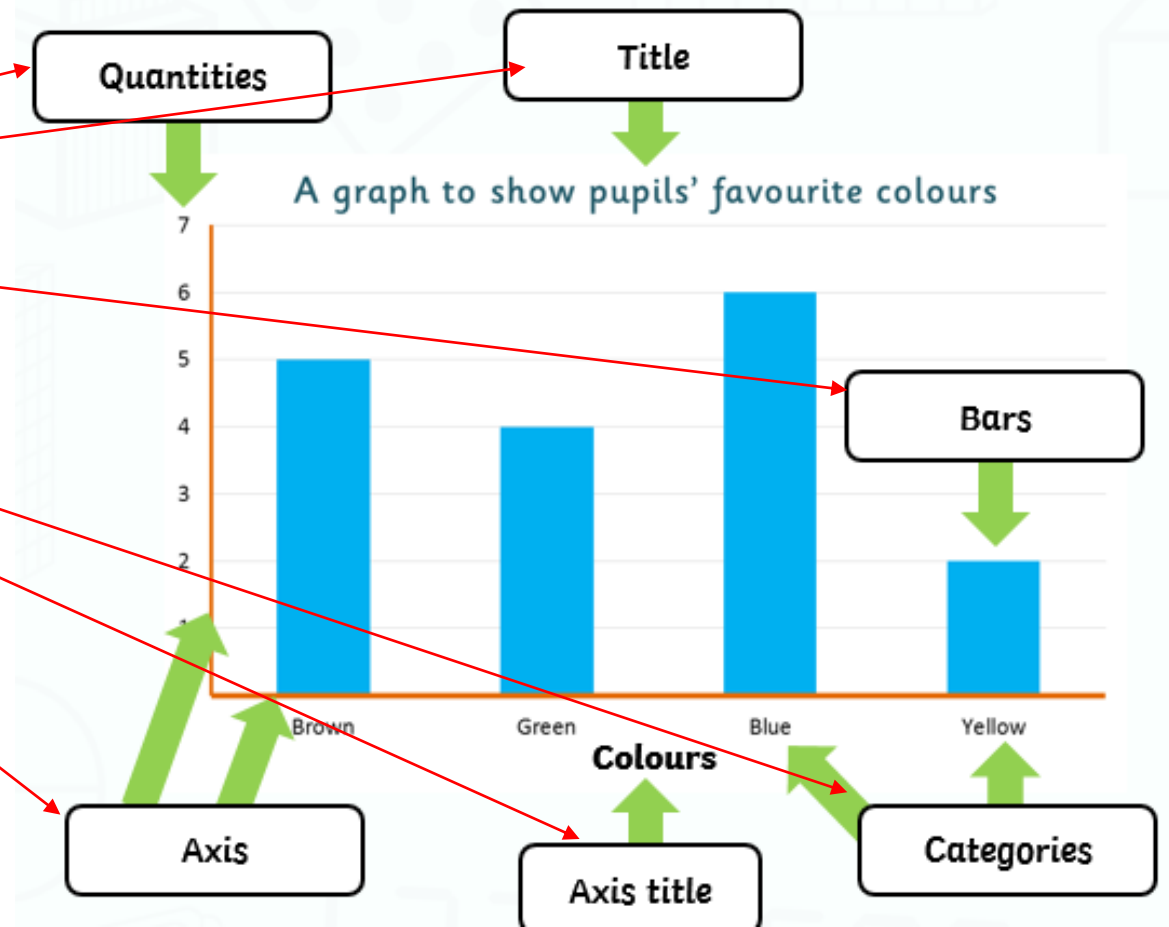 Title
Quantities
A graph to show pupils' favourite colours
7
6
5
4
3
2
1
Bars
Brown Green Blue Yellow
Colours
Axis
Categories
Axis title